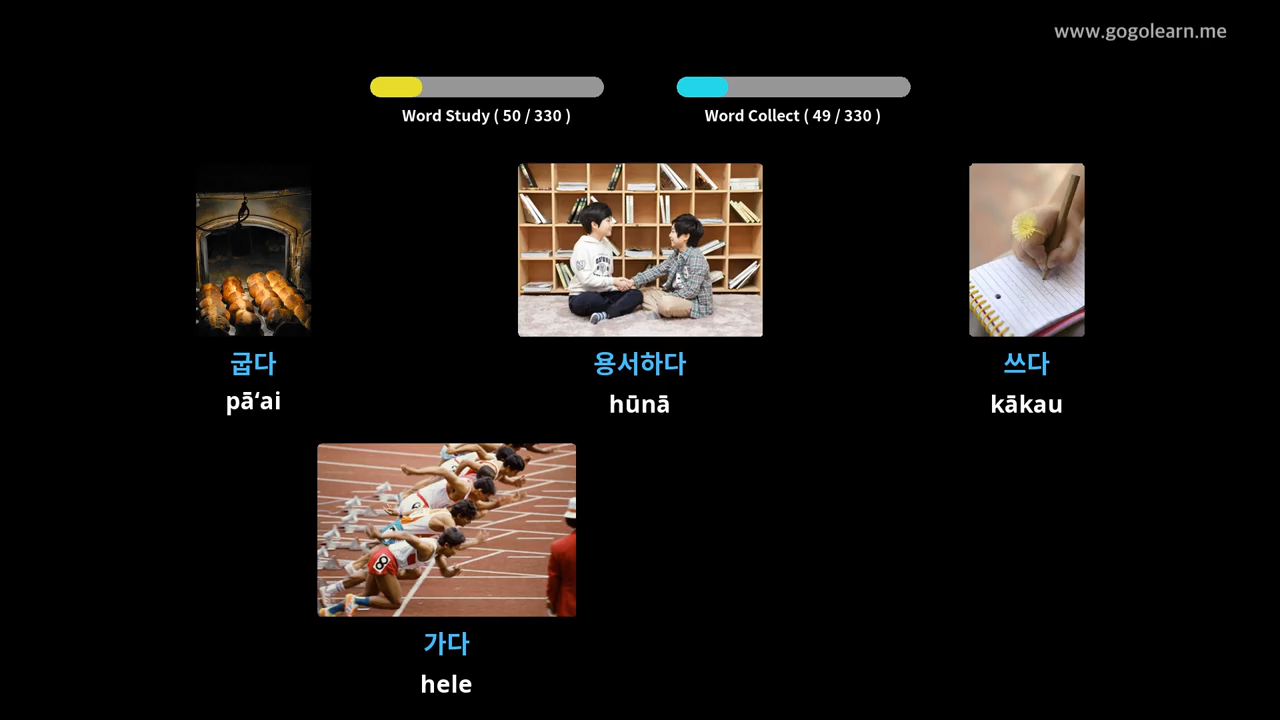 www.gogolearn.me
Word Study ( 50 / 330 )
Word Collect ( 49 / 330 )
굽다
pāʻai
용서하다
hūnā
쓰다
kākau
가다
hele